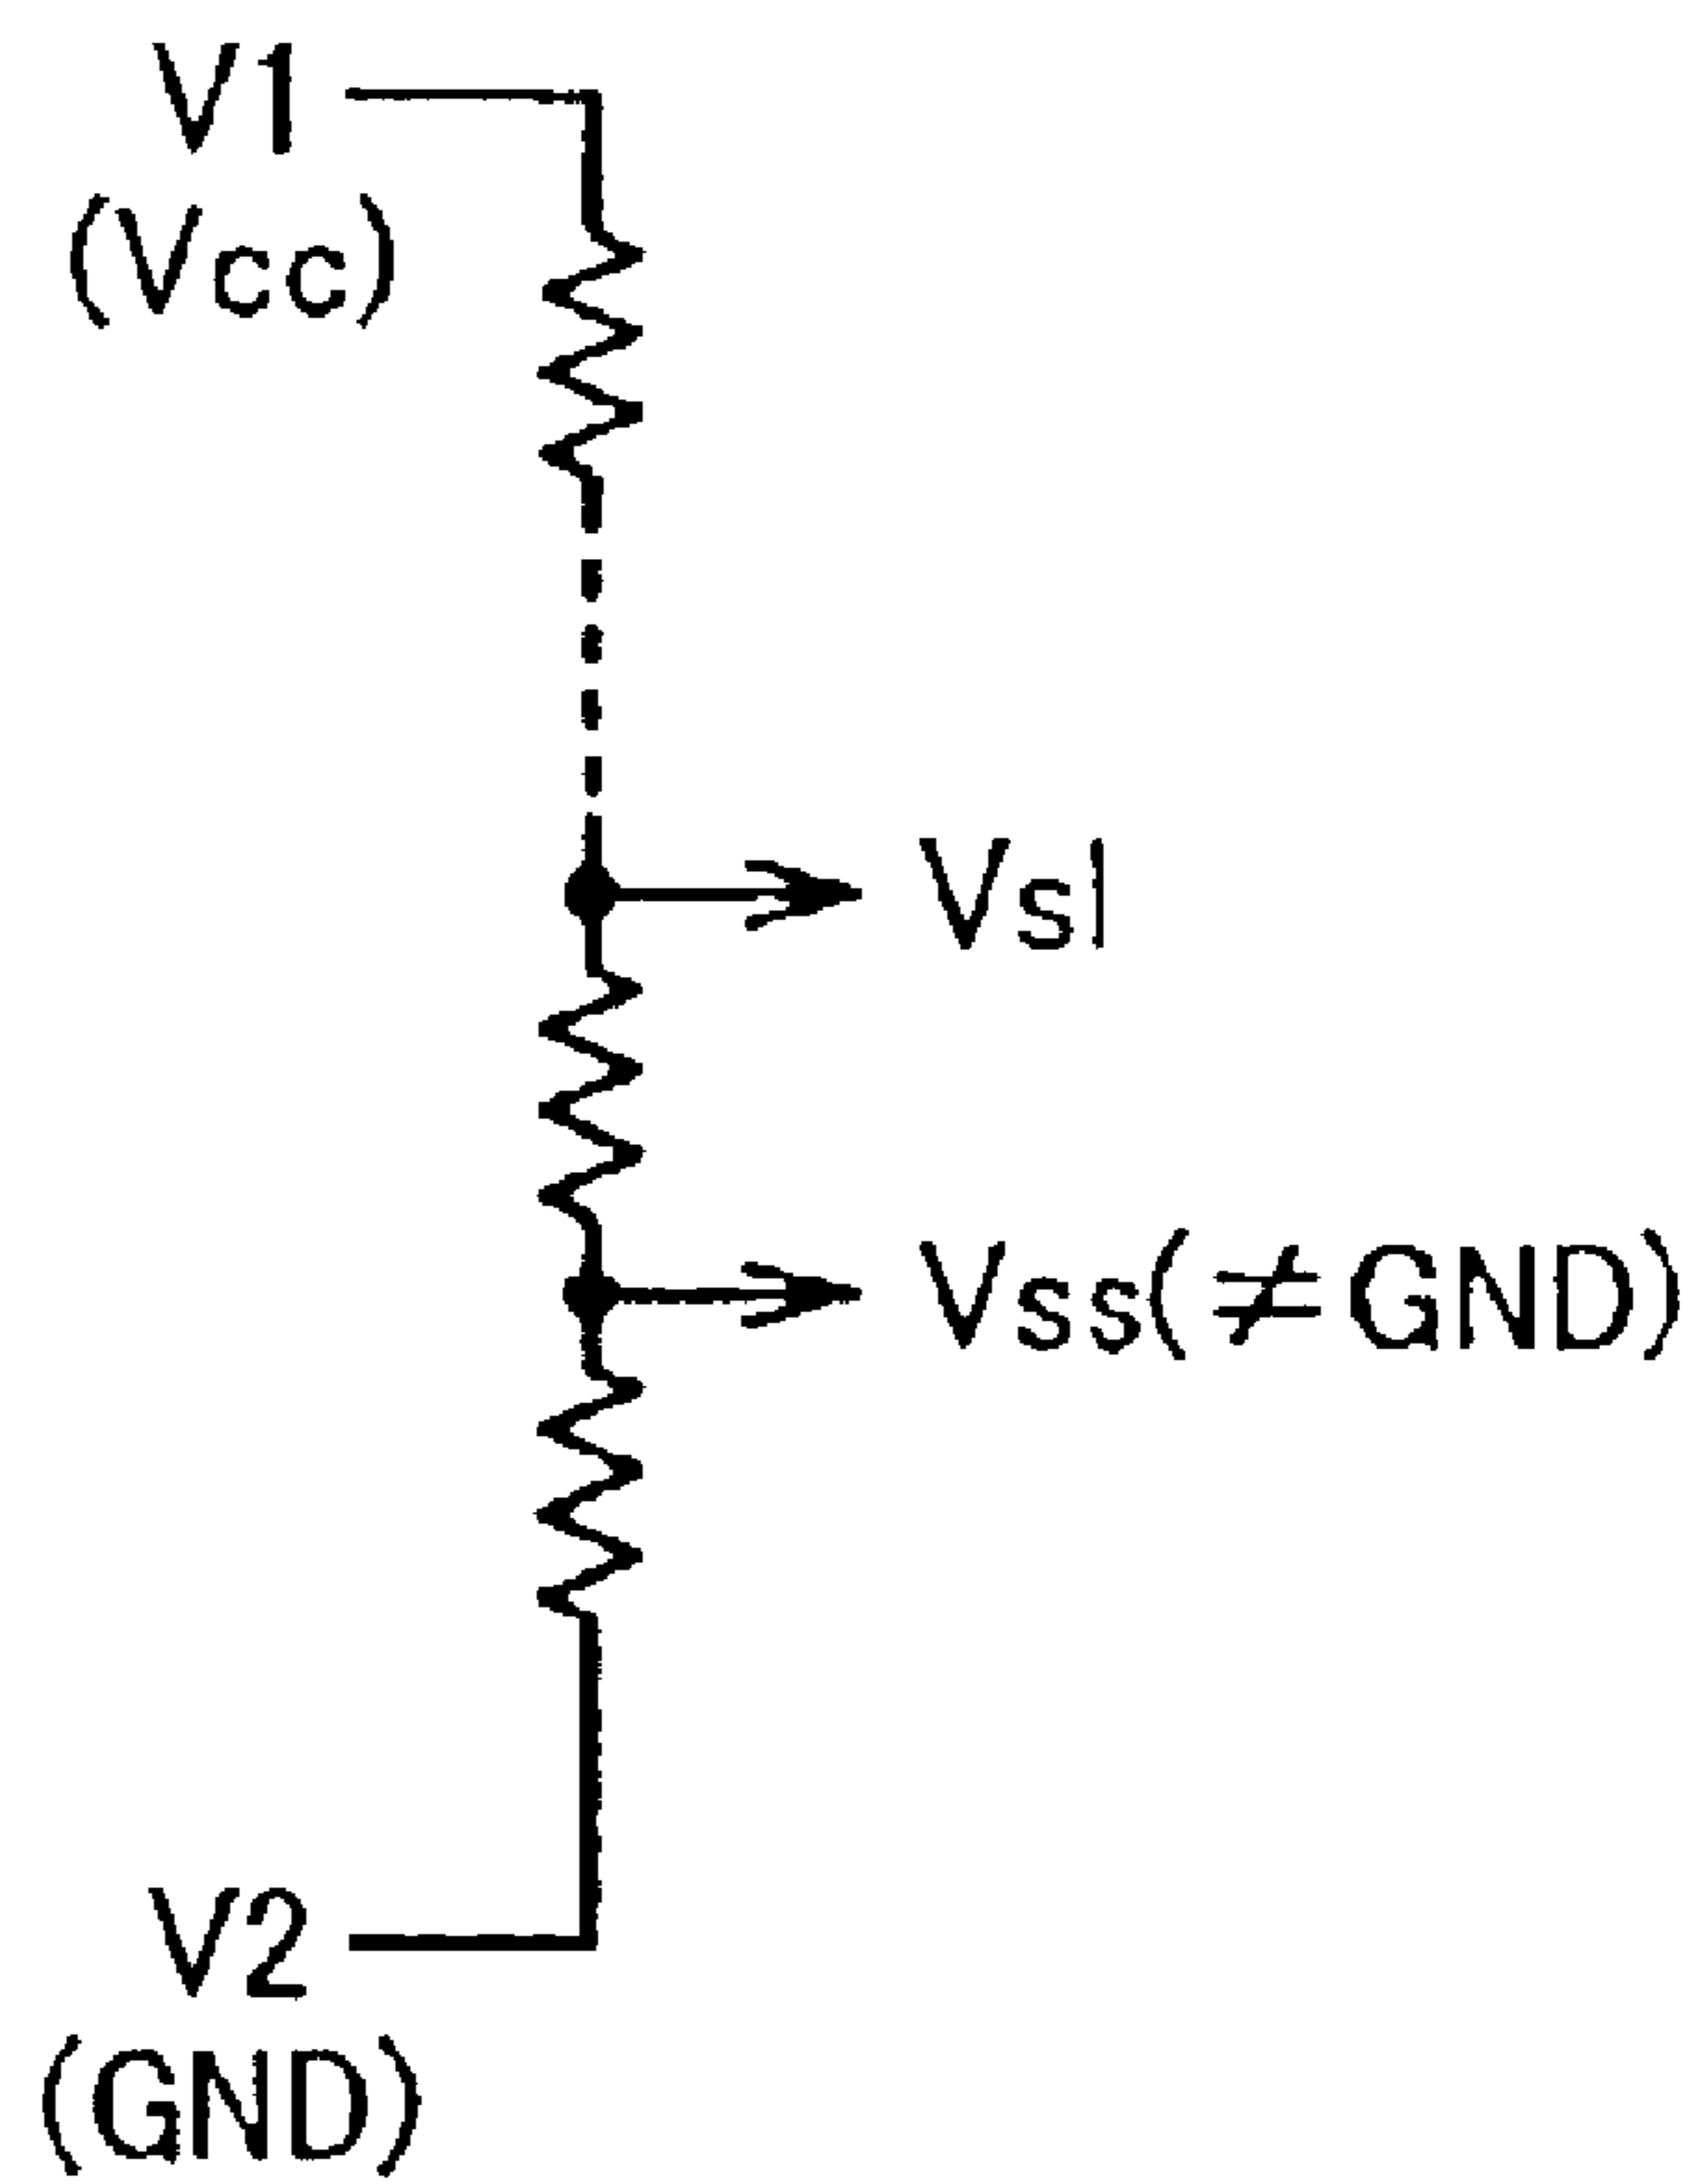 V1
(Vcc)
Vsl
Vss(≠GND)
V2
(GND)